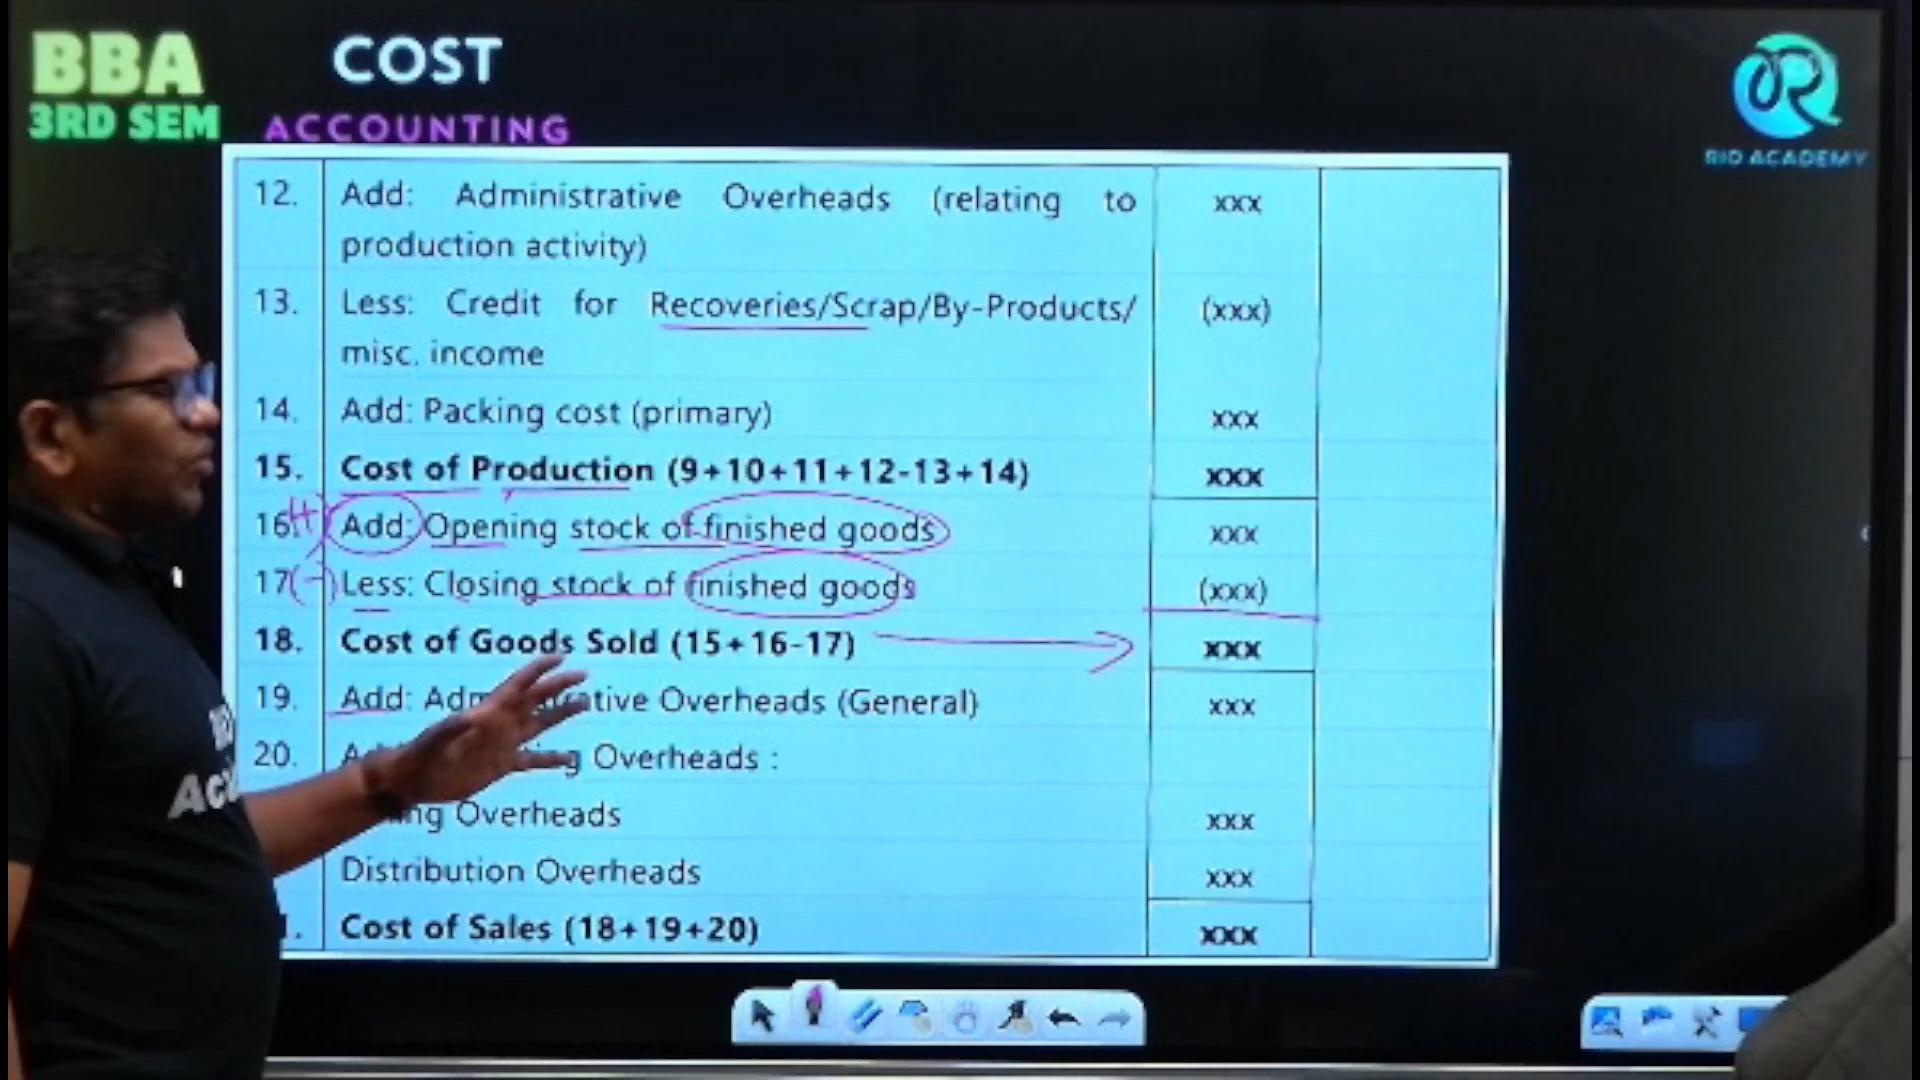 BBA
3RD SEM
COST
ACCOUNTING
RID ACADEMY
12. Add: Administrative Overheads (relating to xxx
production activity)
13. Less: Credit for Recoveries/Scrap/By-Products/ (xxx)
misc. income
14. Add: Packing cost (primary) xxx
15. Cost of Production (9+10+11+12-13+14) xxx
16. (+) Add: Opening stock of finished goods xxx
17 (-) Less: Closing stock of finished goods (xxx)
18. Cost of Goods Sold (15+16-17) xxx
19. Add: Overheads (General) xxx
20. Overheads :
Overheads xxx
Distribution Overheads xxx
Cost of Sales (18+19+20) xxx